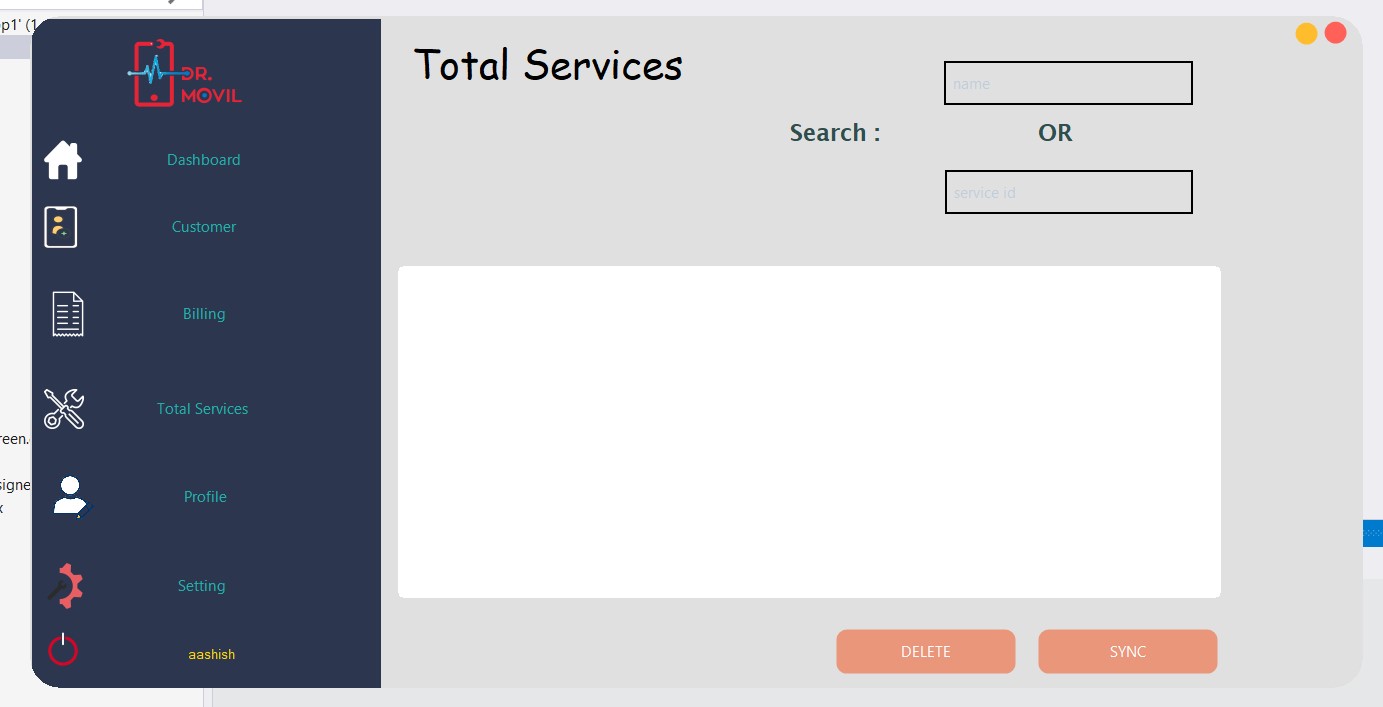 p1' (1
reen.
signe
x
DR.
MOVIL
Dashboard
Customer
Billing
Total Services
Profile
Setting
aashish
Total Services
name
Search :
OR
service id
DELETE
SYNC